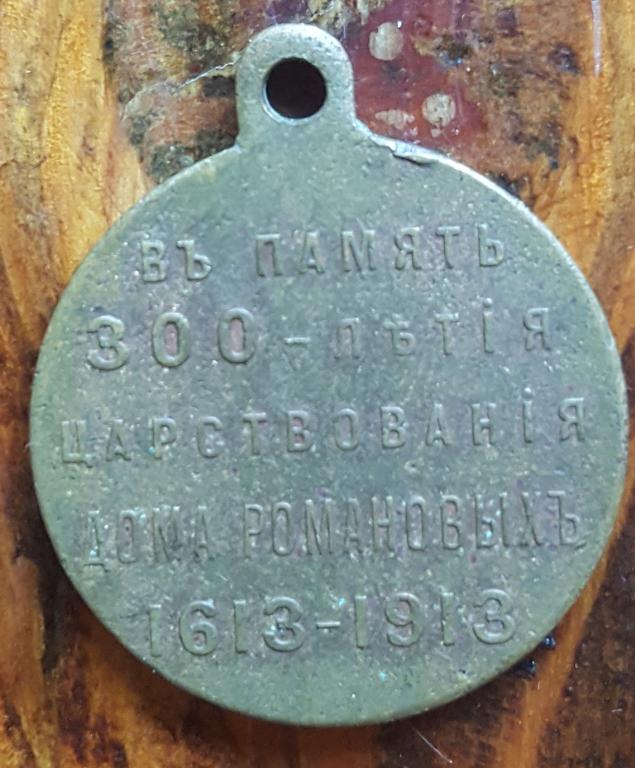 ВЪ ПАМЯТЬ
300-ЛѢТІЯ
ЦАРСТВОВАНІЯ
ДОМА РОМАНОВЫХЪ
1613-1913